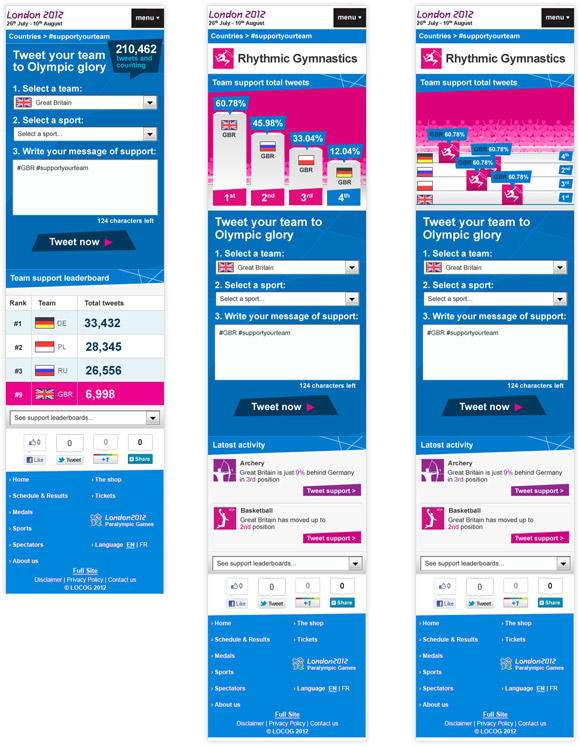 London 2012
26th July - 10th August
menu
Countries > #supportyourteam
Tweet your team
to Olympic glory
210,462
tweets and
counting
1. Select a team:
Great Britain
2. Select a sport:
Select a sport...
3. Write your message of support:
#GBR #supportyourteam
124 characters left
Tweet now
Team support leaderboard
Rank Team Total tweets
#1 DE 33,432
#2 PL 28,345
#3 RU 26,556
#9 GBR 6,998
See support leaderboards...
0 0 0 0
Like Tweet +1 Share
› Home › The shop
› Schedule & Results › Tickets
› Medals
London2012
Paralympic Games
› Sports
› Spectators › Language EN | FR
› About us
Full Site
Disclaimer | Privacy Policy | Contact us
© LOCOG 2012
London 2012
26th July - 10th August
menu
Countries > #supportyourteam
Rhythmic Gymnastics
Team support total tweets
60.78%
45.98%
33.04%
12.04%
GBR
GBR
GBR
GBR
1st 2nd 3rd 4th
Tweet your team to
Olympic glory
1. Select a team:
Great Britain
2. Select a sport:
Select a sport...
3. Write your message of support:
#GBR #supportyourteam
124 characters left
Tweet now
Latest activity
Archery
Great Britain is just 9% behind Germany
in 3rd position
Tweet support >
Basketball
Great Britain has moved up to
2nd position
Tweet support >
See support leaderboards...
0 0 0 0
Like Tweet +1 Share
› Home › The shop
› Schedule & Results › Tickets
› Medals
London2012
Paralympic Games
› Sports
› Spectators › Language EN | FR
› About us
Full Site
Disclaimer | Privacy Policy | Contact us
© LOCOG 2012
London 2012
26th July - 10th August
menu
Countries > #supportyourteam
Rhythmic Gymnastics
Team support total tweets
GBR 60.78%
GBR 60.78%
GBR 60.78%
GBR 60.78%
4th
2nd
3rd
1st
Tweet your team to
Olympic glory
1. Select a team:
Great Britain
2. Select a sport:
Select a sport...
3. Write your message of support:
#GBR #supportyourteam
124 characters left
Tweet now
Latest activity
Archery
Great Britain is just 9% behind Germany
in 3rd position
Tweet support >
Basketball
Great Britain has moved up to
2nd position
Tweet support >
See support leaderboards...
0 0 0 0
Like Tweet +1 Share
› Home › The shop
› Schedule & Results › Tickets
› Medals
London2012
Paralympic Games
› Sports
› Spectators › Language EN | FR
› About us
Full Site
Disclaimer | Privacy Policy | Contact us
© LOCOG 2012